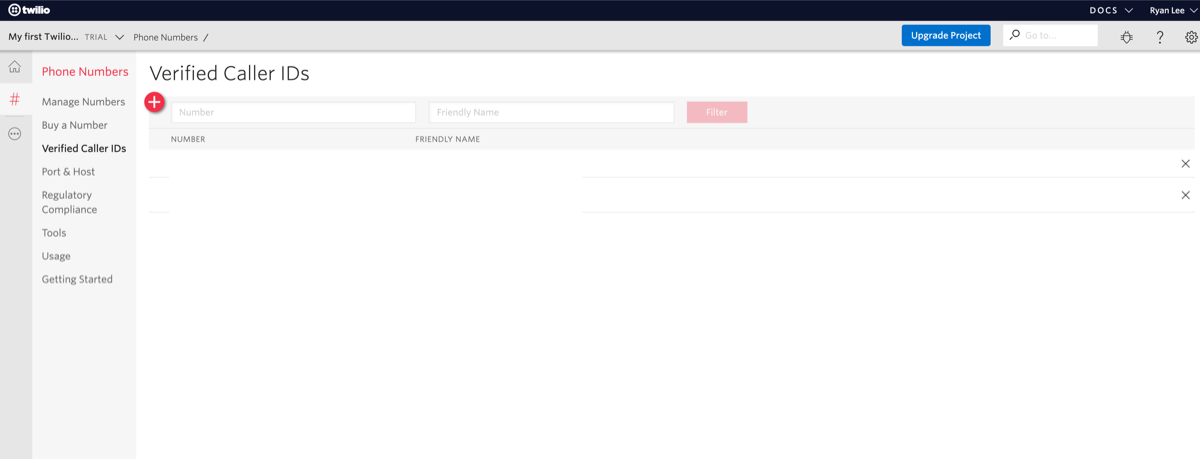 twilio
DOCS
Ryan Lee
My first Twilio... TRIAL
Phone Numbers /
Upgrade Project
Go to...
?
#
Phone Numbers
Manage Numbers
Buy a Number
Verified Caller IDs
Port & Host
Regulatory
Compliance
Tools
Usage
Getting Started
Verified Caller IDs
Number
Friendly Name
Filter
NUMBER
FRIENDLY NAME